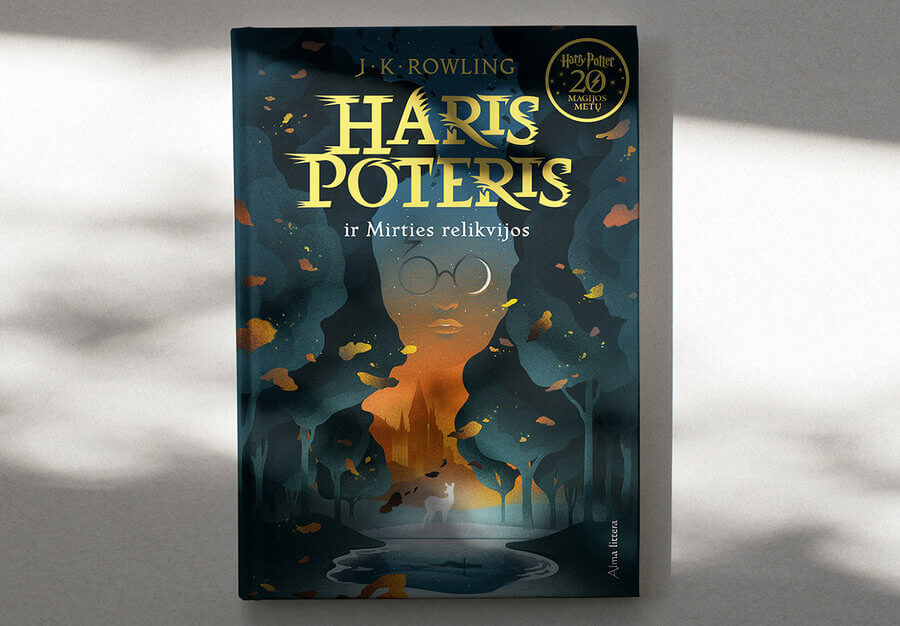 J·K·ROWLING
Harry Potter
20
MAGIJOS
METŲ
HARIS
POTERIS
ir Mirties relikvijos
Alma littera